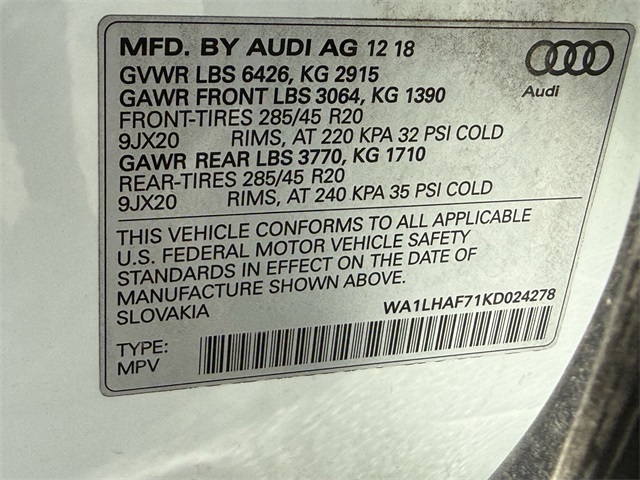 MFD. BY AUDI AG 12 18
Audi
GVWR LBS 6426, KG 2915
GAWR FRONT LBS 3064, KG 1390
FRONT-TIRES 285/45 R20
9JX20 RIMS, AT 220 KPA 32 PSI COLD
GAWR REAR LBS 3770, KG 1710
REAR-TIRES 285/45 R20
9JX20 RIMS, AT 240 KPA 35 PSI COLD
THIS VEHICLE CONFORMS TO ALL APPLICABLE
U.S. FEDERAL MOTOR VEHICLE SAFETY
STANDARDS IN EFFECT ON THE DATE OF
MANUFACTURE SHOWN ABOVE.
SLOVAKIA
WA1LHAF71KD024278
TYPE:
MPV